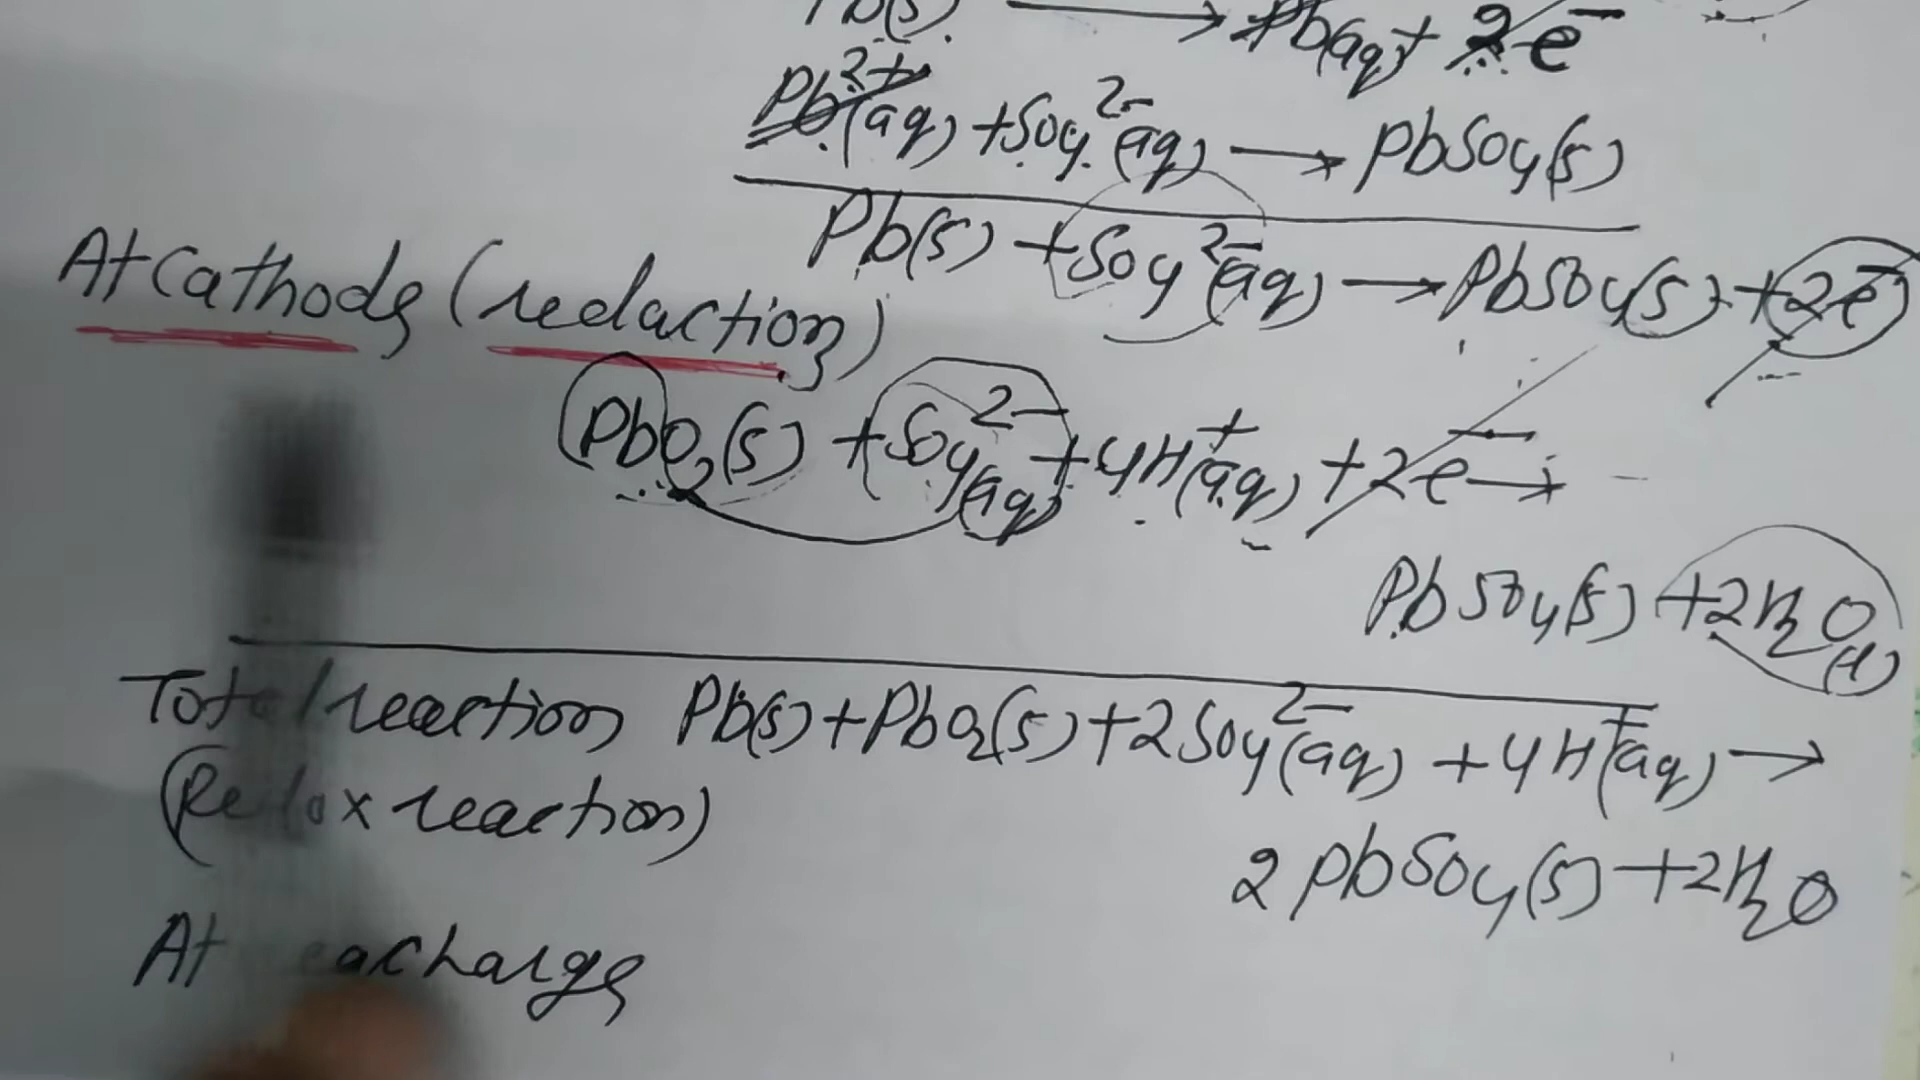 Pb(s) → Pb(aq) + 2e⁻
Pb²⁺(aq) + SO₄²⁻(aq) → PbSO₄(s)
Pb(s) + SO₄²⁻(aq) → PbSO₄(s) + 2e⁻
At Cathode (reduction)
PbO₂(s) + SO₄²⁻(aq) + 4H⁺(aq) + 2e⁻ →
PbSO₄(s) + 2H₂O(l)
Total reaction Pb(s) + PbO₂(s) + 2SO₄²⁻(aq) + 4H⁺(aq) →
(Redox reaction)
2PbSO₄(s) + 2H₂O
At